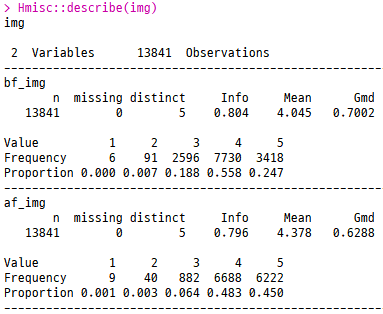 > Hmisc::describe(img)
img

 2  Variables      13841  Observations
------------------------------------------------------
bf_img
       n  missing distinct     Info     Mean      Gmd
   13841        0        5    0.804    4.045   0.7002

Value          1     2     3     4     5
Frequency      6    91  2596  7730  3418
Proportion 0.000 0.007 0.188 0.558 0.247
------------------------------------------------------
af_img
       n  missing distinct     Info     Mean      Gmd
   13841        0        5    0.796    4.378   0.6288

Value          1     2     3     4     5
Frequency      9    40   882  6688  6222
Proportion 0.001 0.003 0.064 0.483 0.450
------------------------------------------------------